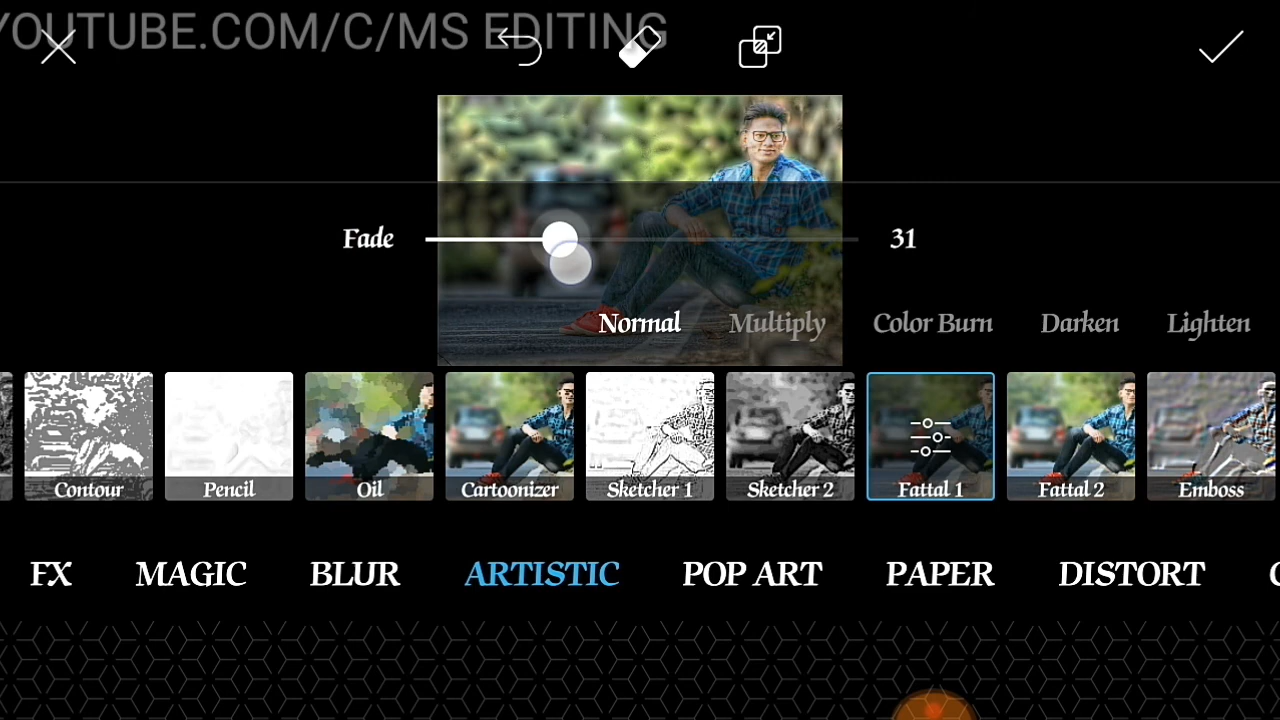 YOUTUBE.COM/C/MS EDITING
Fade 31
Normal Multiply Color Burn Darken Lighten
Contour Pencil Oil Cartoonizer Sketcher 1 Sketcher 2 Fattal 1 Fattal 2 Emboss
FX MAGIC BLUR ARTISTIC POP ART PAPER DISTORT